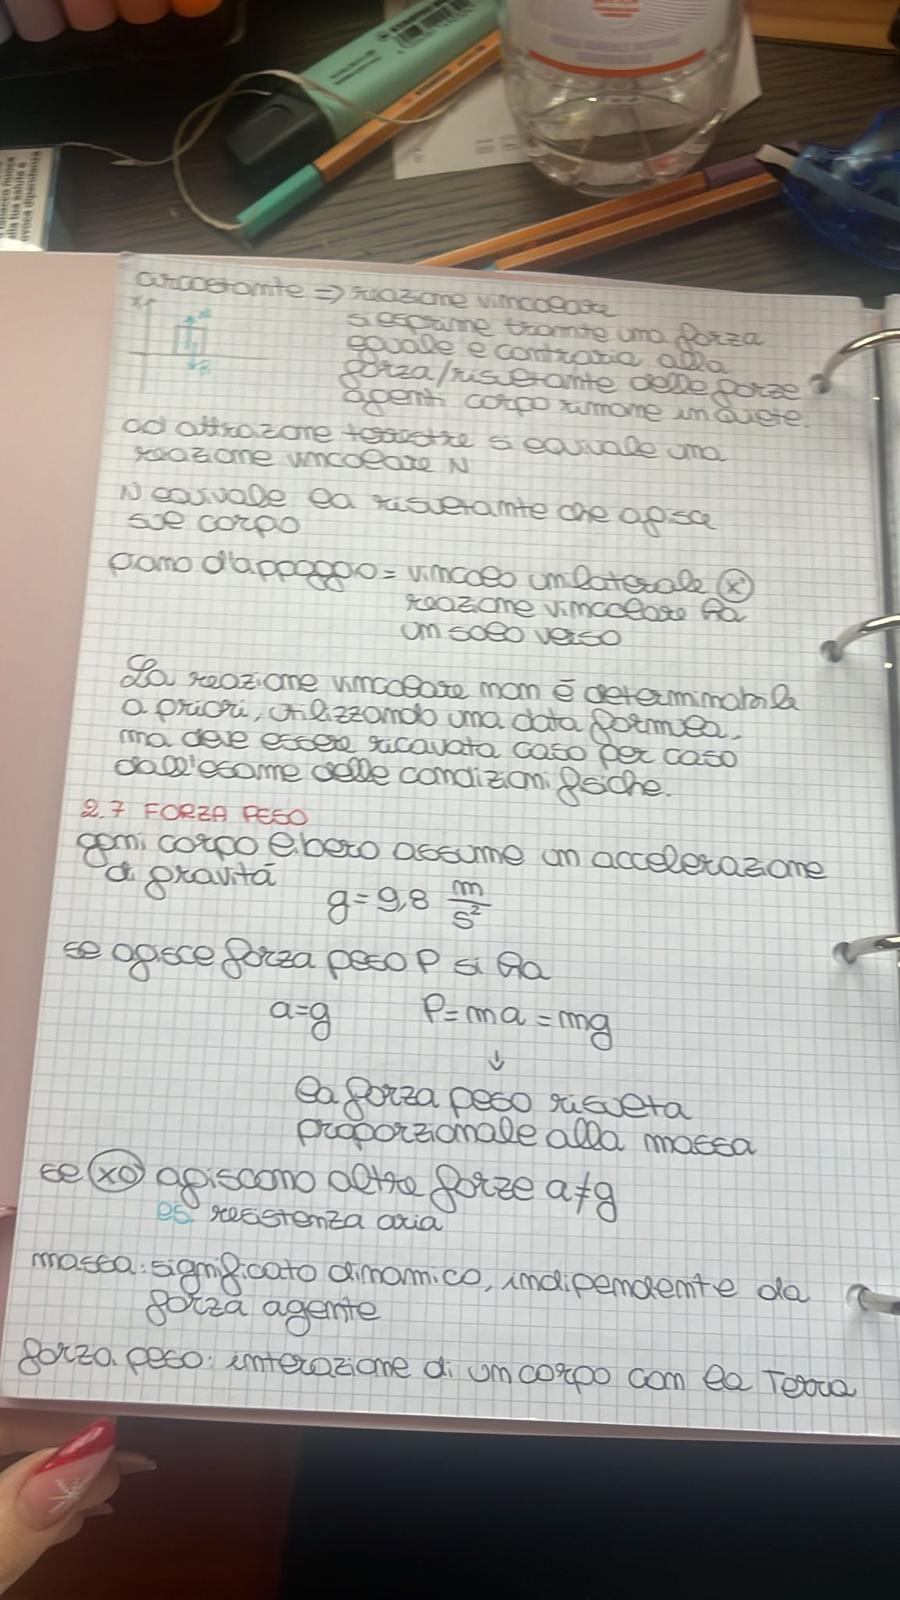 circostante => reazione vincolare
si esprime tramite una forza
equale e contraria alla
forza/risultante delle forze
agenti corpo rimane in quiete.
ad attrazione terrestre si equivale una
reazione vincolare N
N equivale la risultante che agisce
sul corpo
piano d'appoggio = vincolo unilaterale x'
reazione vincolare ha
un solo verso
La reazione vincolare non è determinabile
a priori, utilizzando una data formula,
ma deve essere ricavata caso per caso
dall'esame delle condizioni fisiche.
2.7 FORZA PESO
ogni corpo libero assume un accelerazione
di gravità
g = 9,8 m/s²
se agisce forza peso P si ha
a=g P=ma=mg
↓
la forza peso risulta
proporzionale alla massa
se xò agiscono altre forze a≠g
es. resistenza aria
massa: significato dinamico, indipendente da
forza agente
forza peso: interazione di un corpo con la Terra